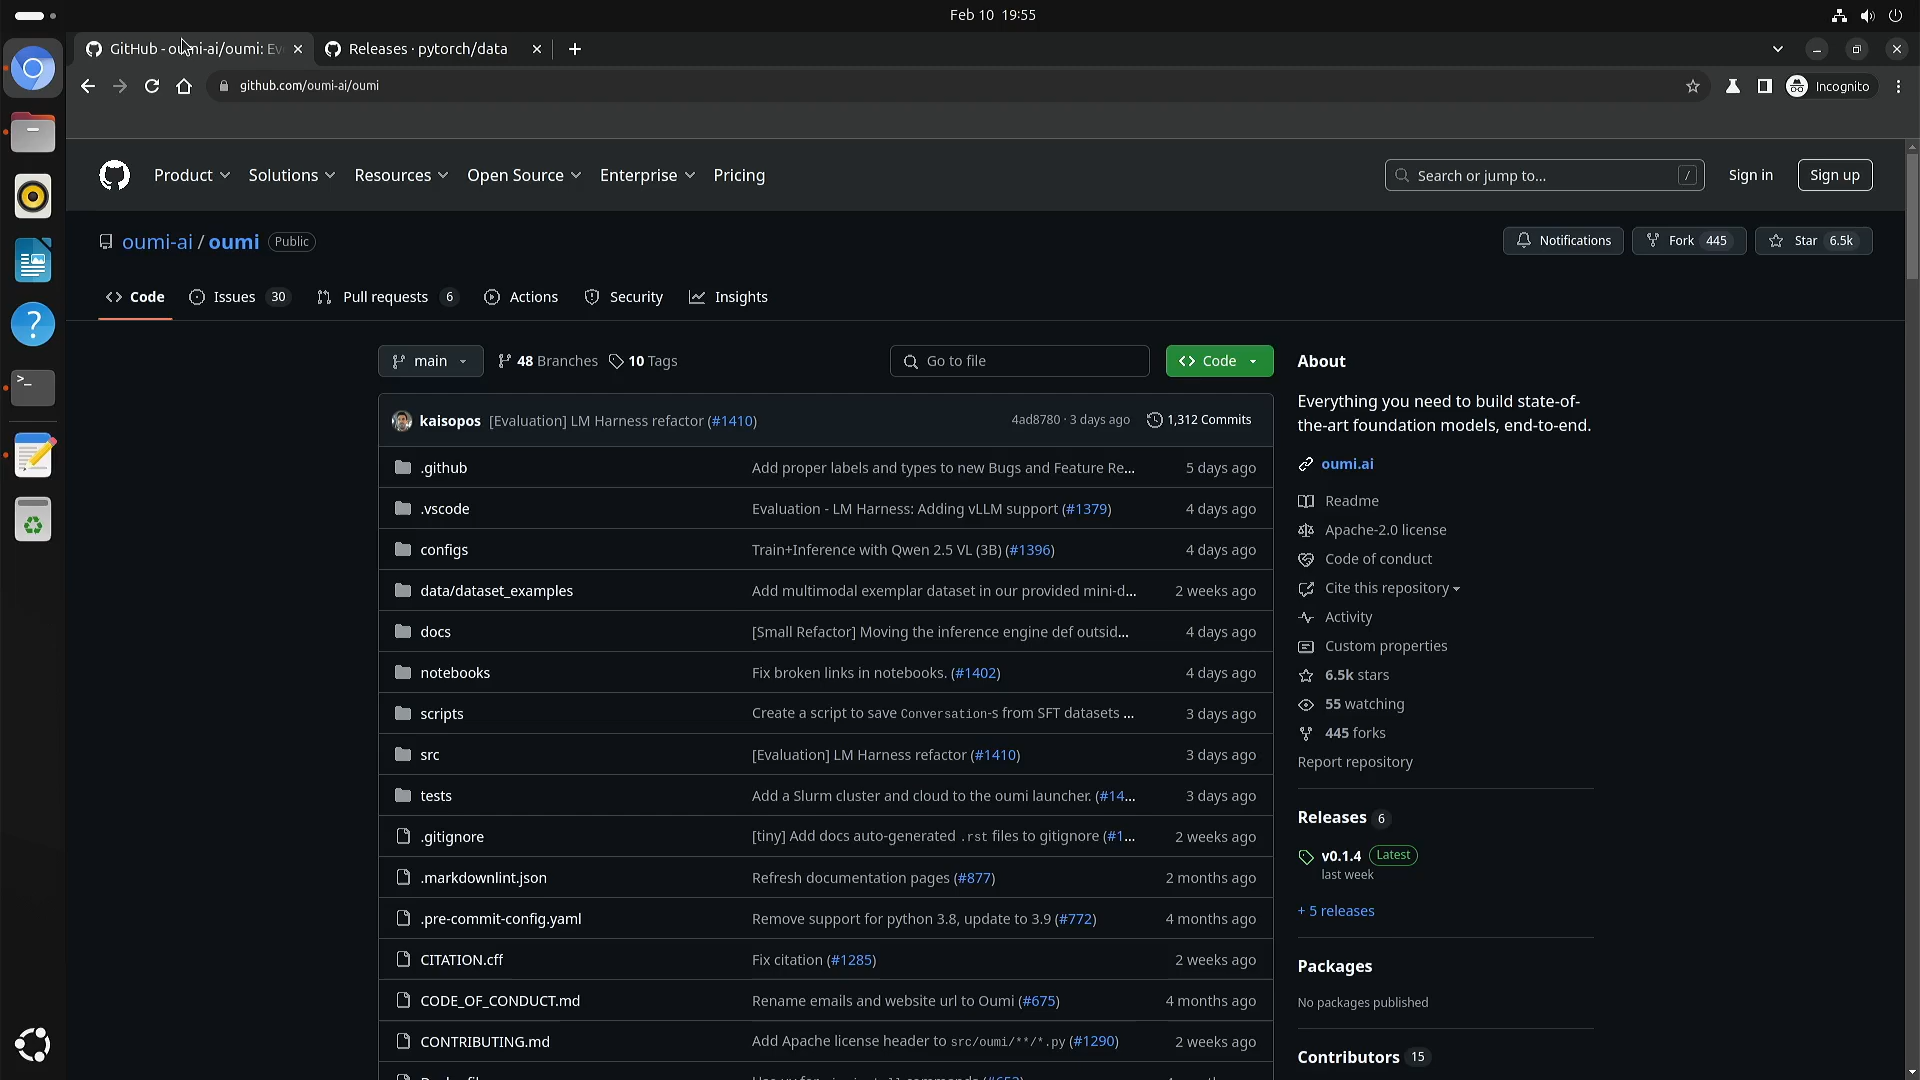 Feb 10 19:55
GitHub - oumi-ai/oumi: Ev
Releases · pytorch/data
github.com/oumi-ai/oumi
Incognito
Product Solutions Resources Open Source Enterprise Pricing
Search or jump to... /
Sign in
Sign up
oumi-ai / oumi Public
Notifications
Fork 445
Star 6.5k
Code
Issues 30
Pull requests 6
Actions
Security
Insights
main
48 Branches
10 Tags
Go to file
Code
kaisopos [Evaluation] LM Harness refactor (#1410) 4ad8780 · 3 days ago 1,312 Commits
.github Add proper labels and types to new Bugs and Feature Re... 5 days ago
.vscode Evaluation - LM Harness: Adding vLLM support (#1379) 4 days ago
configs Train+Inference with Qwen 2.5 VL (3B) (#1396) 4 days ago
data/dataset_examples Add multimodal exemplar dataset in our provided mini-d... 2 weeks ago
docs [Small Refactor] Moving the inference engine def outsid... 4 days ago
notebooks Fix broken links in notebooks. (#1402) 4 days ago
scripts Create a script to save Conversation-s from SFT datasets ... 3 days ago
src [Evaluation] LM Harness refactor (#1410) 3 days ago
tests Add a Slurm cluster and cloud to the oumi launcher. (#14... 3 days ago
.gitignore [tiny] Add docs auto-generated .rst files to gitignore (#1... 2 weeks ago
.markdownlint.json Refresh documentation pages (#877) 2 months ago
.pre-commit-config.yaml Remove support for python 3.8, update to 3.9 (#772) 4 months ago
CITATION.cff Fix citation (#1285) 2 weeks ago
CODE_OF_CONDUCT.md Rename emails and website url to Oumi (#675) 4 months ago
CONTRIBUTING.md Add Apache license header to src/oumi/**/*.py (#1290) 2 weeks ago
About
Everything you need to build state-of-
the-art foundation models, end-to-end.
oumi.ai
Readme
Apache-2.0 license
Code of conduct
Cite this repository
Activity
Custom properties
6.5k stars
55 watching
445 forks
Report repository
Releases 6
v0.1.4 Latest
last week
+ 5 releases
Packages
No packages published
Contributors 15